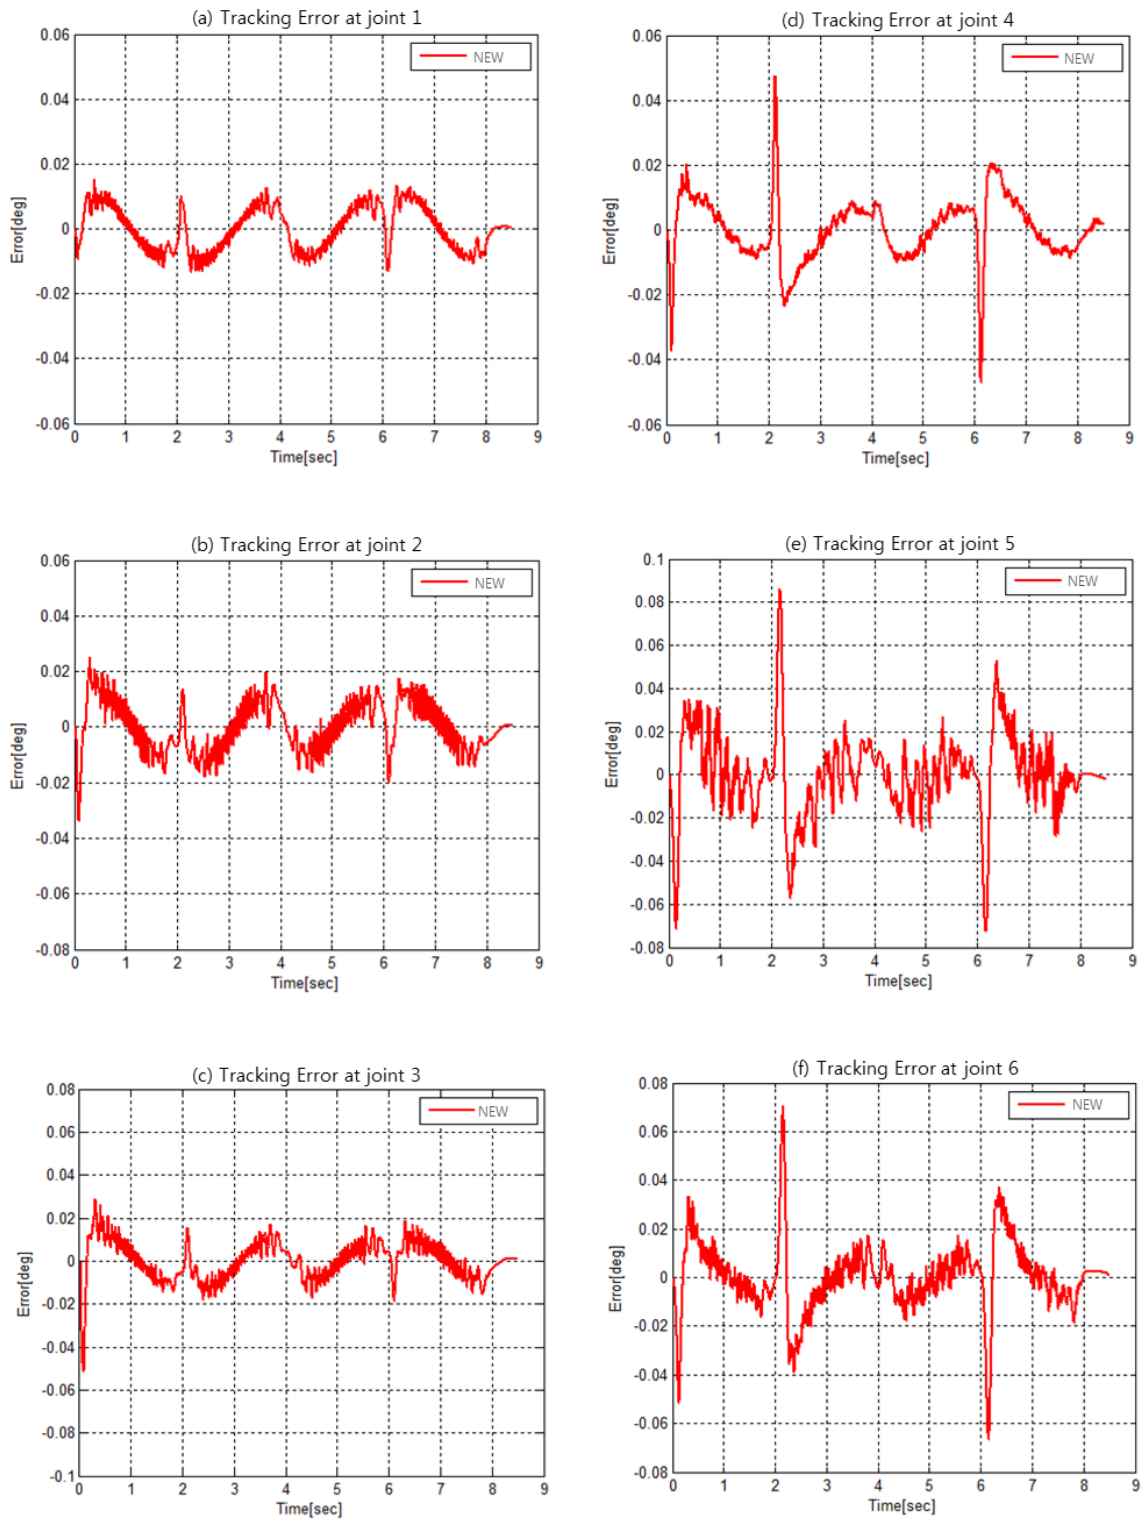 (a) Tracking Error at joint 1
0.06
0.04
0.02
0
-0.02
-0.04
-0.06
Error[deg]
NEW
0 1 2 3 4 5 6 7 8 9
Time[sec]
(b) Tracking Error at joint 2
0.06
0.04
0.02
0
-0.02
-0.04
-0.06
-0.08
Error[deg]
NEW
0 1 2 3 4 5 6 7 8 9
Time[sec]
(c) Tracking Error at joint 3
0.08
0.06
0.04
0.02
0
-0.02
-0.04
-0.06
-0.08
-0.1
Error[deg]
NEW
0 1 2 3 4 5 6 7 8 9
Time[sec]
(d) Tracking Error at joint 4
0.06
0.04
0.02
0
-0.02
-0.04
-0.06
Error[deg]
NEW
0 1 2 3 4 5 6 7 8 9
Time[sec]
(e) Tracking Error at joint 5
0.1
0.08
0.06
0.04
0.02
0
-0.02
-0.04
-0.06
-0.08
Error[deg]
NEW
0 1 2 3 4 5 6 7 8 9
Time[sec]
(f) Tracking Error at joint 6
0.08
0.06
0.04
0.02
0
-0.02
-0.04
-0.06
-0.08
Error[deg]
NEW
0 1 2 3 4 5 6 7 8 9
Time[sec]